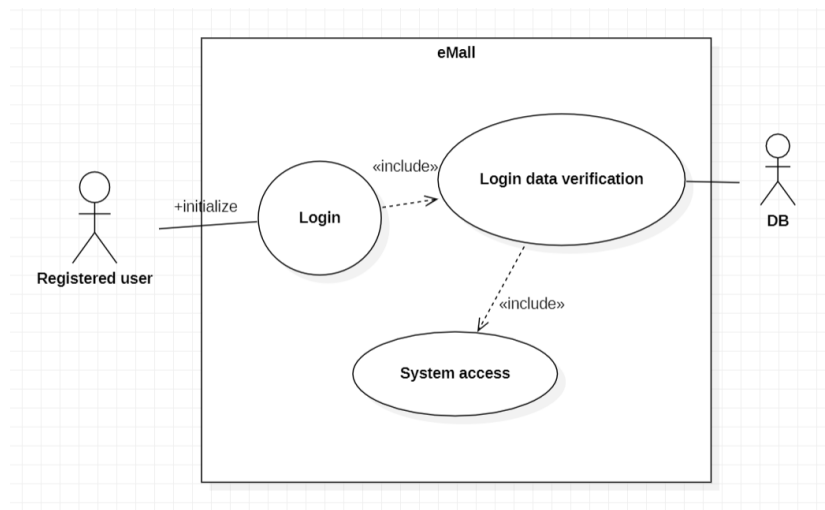 eMall
«include»
Login data verification
+initialize
Login
DB
Registered user
«include»
System access